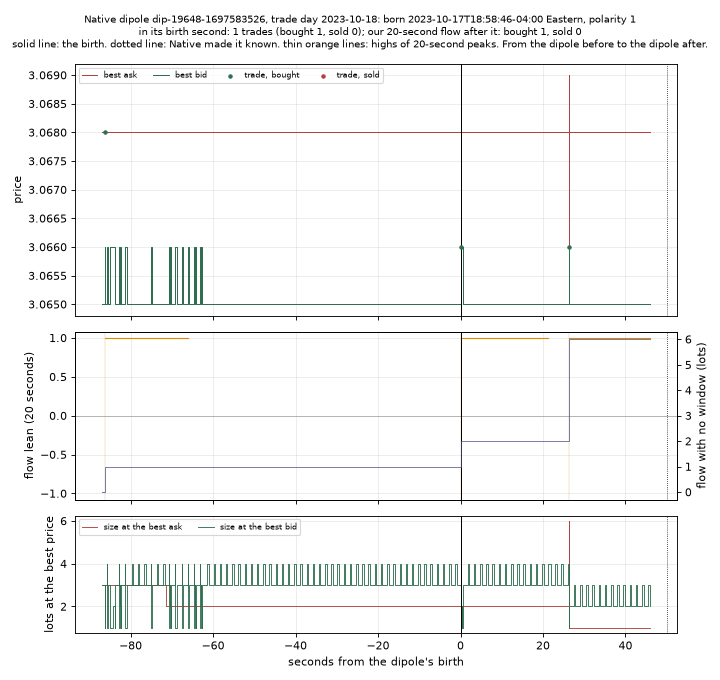 Native dipole dip-19648-1697583526, trade day 2023-10-18: born 2023-10-17T18:58:46-04:00 Eastern, polarity 1
in its birth second: 1 trades (bought 1, sold 0); our 20-second flow after it: bought 1, sold 0
solid line: the birth. dotted line: Native made it known. thin orange lines: highs of 20-second peaks. From the dipole before to the dipole after.
best ask best bid trade, bought trade, sold
3.0690
3.0685
3.0680
3.0675
3.0670
3.0665
3.0660
3.0655
3.0650
price
1.0
0.5
0.0
−0.5
−1.0
flow lean (20 seconds)
6
5
4
3
2
1
0
flow with no window (lots)
size at the best ask size at the best bid
6
4
2
lots at the best price
−80 −60 −40 −20 0 20 40
seconds from the dipole's birth